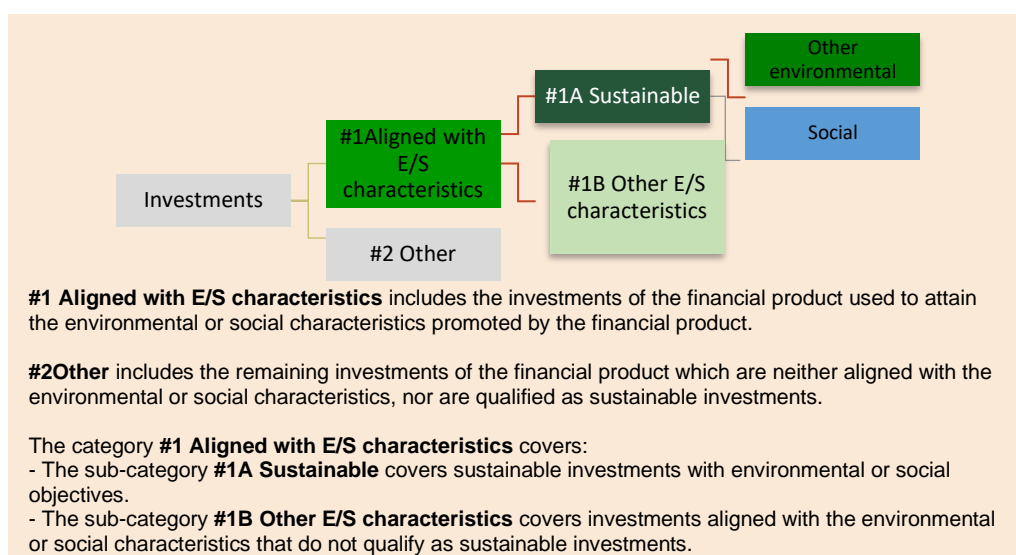 Other
environmental
#1A Sustainable
Social
#1Aligned with
E/S
characteristics
#1B Other E/S
characteristics
Investments
#2 Other
#1 Aligned with E/S characteristics includes the investments of the financial product used to attain
the environmental or social characteristics promoted by the financial product.
#2Other includes the remaining investments of the financial product which are neither aligned with the
environmental or social characteristics, nor are qualified as sustainable investments.
The category #1 Aligned with E/S characteristics covers:
- The sub-category #1A Sustainable covers sustainable investments with environmental or social
objectives.
- The sub-category #1B Other E/S characteristics covers investments aligned with the environmental
or social characteristics that do not qualify as sustainable investments.